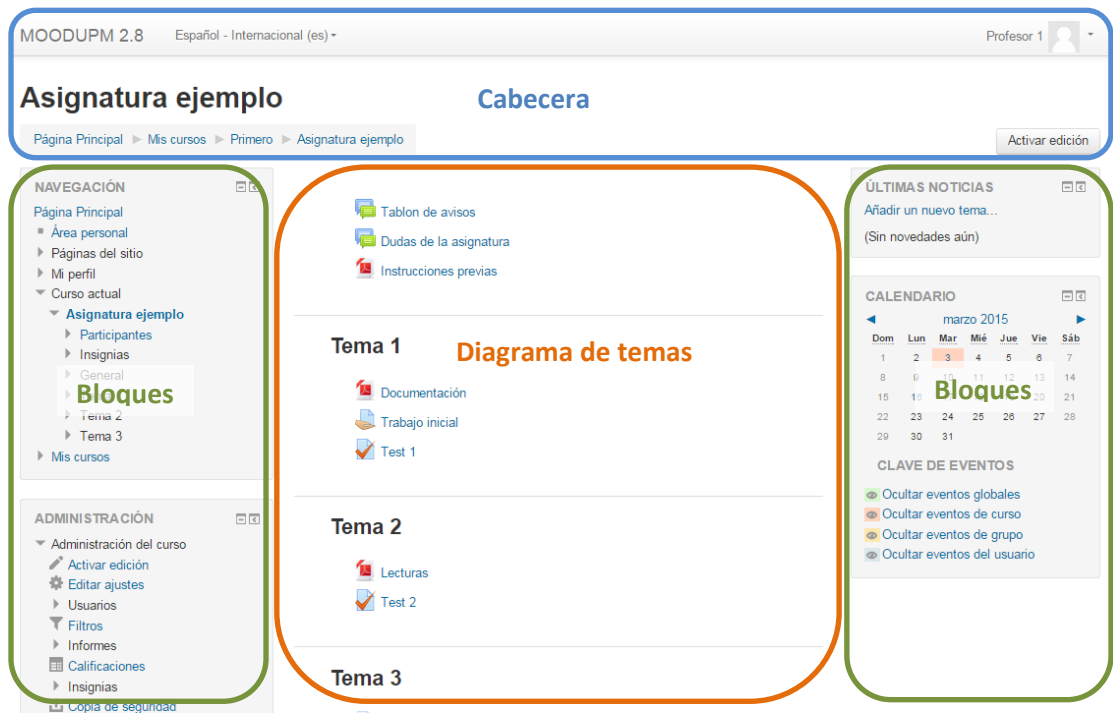 MOODUPM 2.8 Español - Internacional (es) Profesor 1
Asignatura ejemplo
Cabecera
Página Principal Mis cursos Primero Asignatura ejemplo
Activar edición
NAVEGACIÓN
Página Principal
Área personal
Páginas del sitio
Mi perfil
Curso actual
Asignatura ejemplo
Participantes
Insignias
General
Bloques
Tema 2
Tema 3
Mis cursos
ADMINISTRACIÓN
Administración del curso
Activar edición
Editar ajustes
Usuarios
Filtros
Informes
Calificaciones
Insignias
Copia de seguridad
Tablon de avisos
Dudas de la asignatura
Instrucciones previas
Tema 1
Diagrama de temas
Documentación
Trabajo inicial
Test 1
Tema 2
Lecturas
Test 2
Tema 3
ÚLTIMAS NOTICIAS
Añadir un nuevo tema...
(Sin novedades aún)
CALENDARIO
marzo 2015
Dom Lun Mar Mié Jue Vie Sáb
1 2 3 4 5 6 7
8 9 10 11 12 13 14
Bloques
15 16 20 21
22 23 24 25 26 27 28
29 30 31
CLAVE DE EVENTOS
Ocultar eventos globales
Ocultar eventos de curso
Ocultar eventos de grupo
Ocultar eventos del usuario